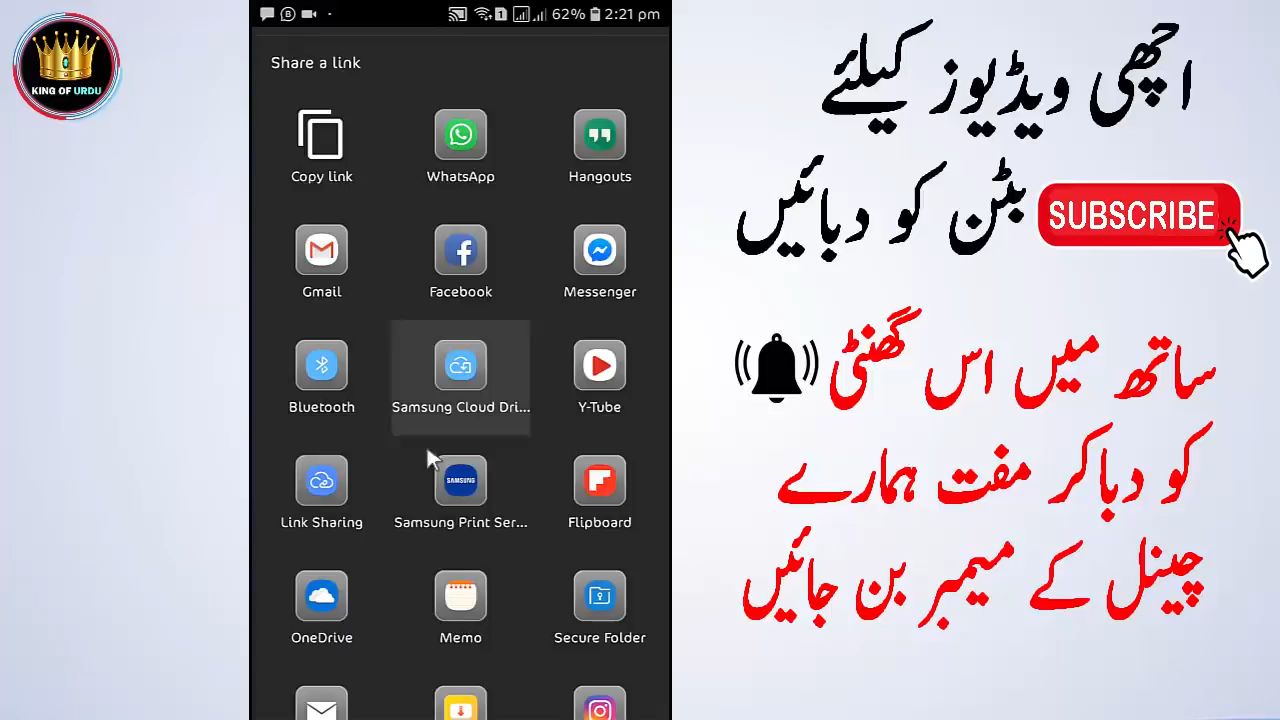 KING OF URDU
62% 2:21 pm
Share a link
Copy link
WhatsApp
Hangouts
Gmail
Facebook
Messenger
Bluetooth
Samsung Cloud Dri...
Y-Tube
Link Sharing
Samsung Print Ser...
Flipboard
OneDrive
Memo
Secure Folder
اچھی ویڈیوز کیلئے
SUBSCRIBE بٹن کو دبائیں
ساتھ میں اس گھنٹی
کو دباکر مفت ہمارے
چینل کے میمبر بن جائیں